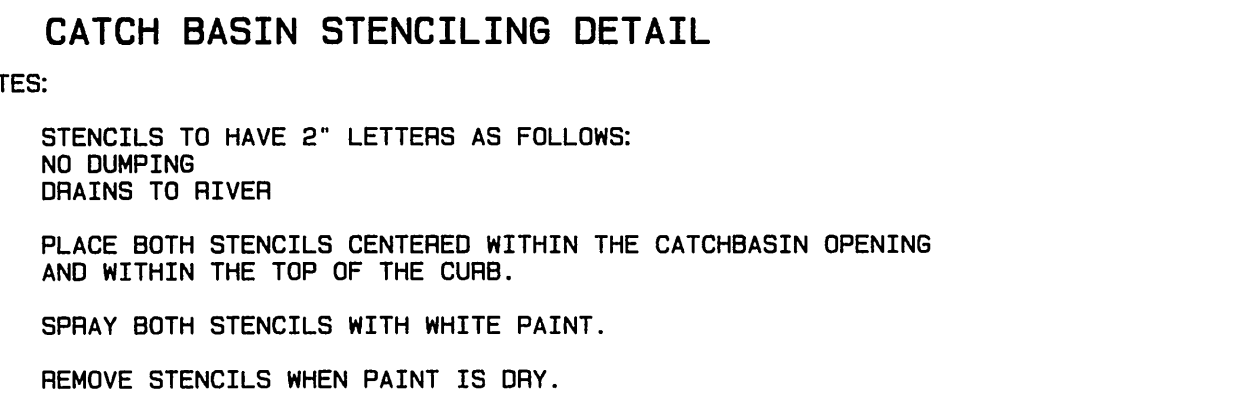 CATCH BASIN STENCILING DETAIL
TES:
STENCILS TO HAVE 2" LETTERS AS FOLLOWS:
NO DUMPING
DRAINS TO RIVER
PLACE BOTH STENCILS CENTERED WITHIN THE CATCHBASIN OPENING
AND WITHIN THE TOP OF THE CURB.
SPRAY BOTH STENCILS WITH WHITE PAINT.
REMOVE STENCILS WHEN PAINT IS DRY.